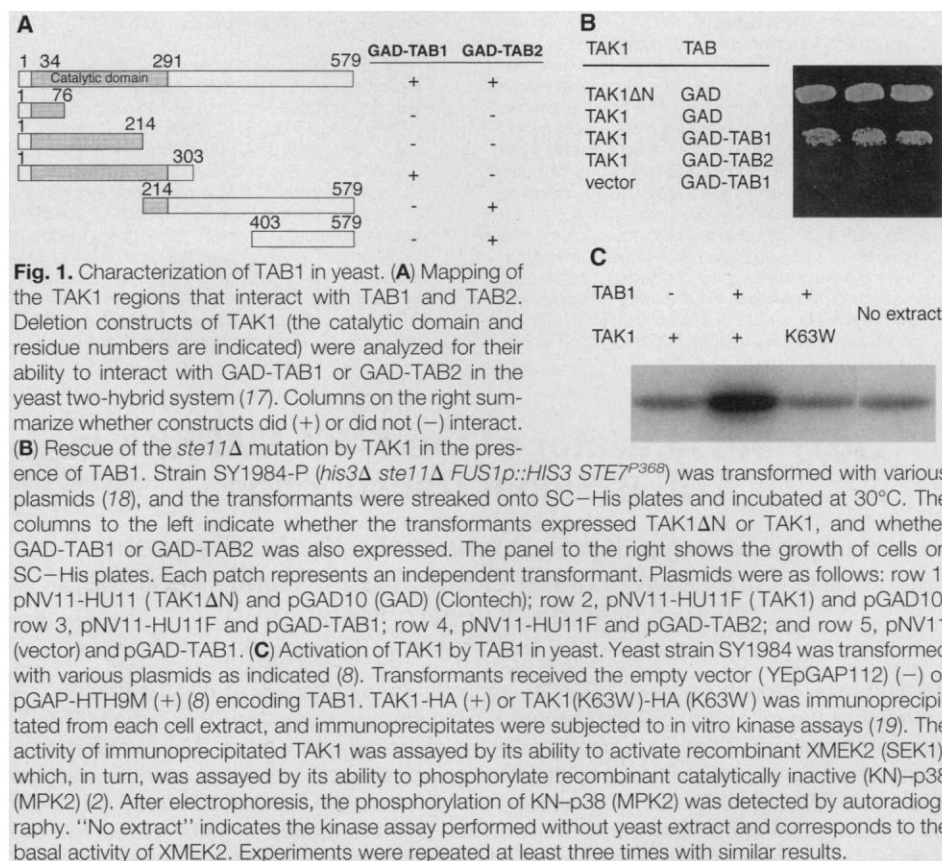 A
GAD-TAB1 GAD-TAB2
1 34 291 579
Catalytic domain
+ +
1 76
- -
1 214
- -
1 303
+ -
214 579
- +
403 579
- +
B
TAK1 TAB
TAK1ΔN GAD
TAK1 GAD
TAK1 GAD-TAB1
TAK1 GAD-TAB2
vector GAD-TAB1
C
TAB1 - + +
No extract
TAK1 + + K63W
Fig. 1. Characterization of TAB1 in yeast. (A) Mapping of
the TAK1 regions that interact with TAB1 and TAB2.
Deletion constructs of TAK1 (the catalytic domain and
residue numbers are indicated) were analyzed for their
ability to interact with GAD-TAB1 or GAD-TAB2 in the
yeast two-hybrid system (17). Columns on the right sum-
marize whether constructs did (+) or did not (−) interact.
(B) Rescue of the ste11Δ mutation by TAK1 in the pres-
ence of TAB1. Strain SY1984-P (his3Δ ste11Δ FUS1p::HIS3 STE7P368) was transformed with various
plasmids (18), and the transformants were streaked onto SC−His plates and incubated at 30°C. The
columns to the left indicate whether the transformants expressed TAK1ΔN or TAK1, and whethe
GAD-TAB1 or GAD-TAB2 was also expressed. The panel to the right shows the growth of cells or
SC−His plates. Each patch represents an independent transformant. Plasmids were as follows: row 1
pNV11-HU11 (TAK1ΔN) and pGAD10 (GAD) (Clontech); row 2, pNV11-HU11F (TAK1) and pGAD10
row 3, pNV11-HU11F and pGAD-TAB1; row 4, pNV11-HU11F and pGAD-TAB2; and row 5, pNV11
(vector) and pGAD-TAB1. (C) Activation of TAK1 by TAB1 in yeast. Yeast strain SY1984 was transformed
with various plasmids as indicated (8). Transformants received the empty vector (YEpGAP112) (−) o
pGAP-HTH9M (+) (8) encoding TAB1. TAK1-HA (+) or TAK1(K63W)-HA (K63W) was immunoprecipi
tated from each cell extract, and immunoprecipitates were subjected to in vitro kinase assays (19). The
activity of immunoprecipitated TAK1 was assayed by its ability to activate recombinant XMEK2 (SEK1)
which, in turn, was assayed by its ability to phosphorylate recombinant catalytically inactive (KN)–p38
(MPK2) (2). After electrophoresis, the phosphorylation of KN–p38 (MPK2) was detected by autoradiog
raphy. "No extract" indicates the kinase assay performed without yeast extract and corresponds to the
basal activity of XMEK2. Experiments were repeated at least three times with similar results.